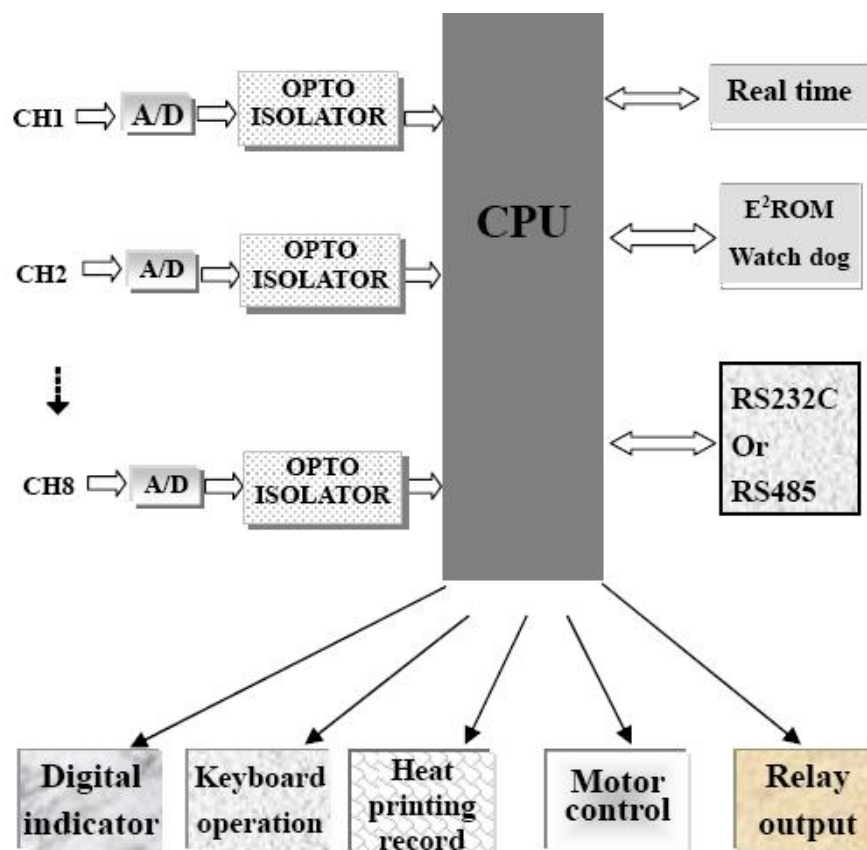 CH1
A/D
OPTO
ISOLATOR
CPU
Real time
CH2
A/D
OPTO
ISOLATOR
E²ROM
Watch dog
CH8
A/D
OPTO
ISOLATOR
RS232C
Or
RS485
Digital
indicator
Keyboard
operation
Heat
printing
record
Motor
control
Relay
output